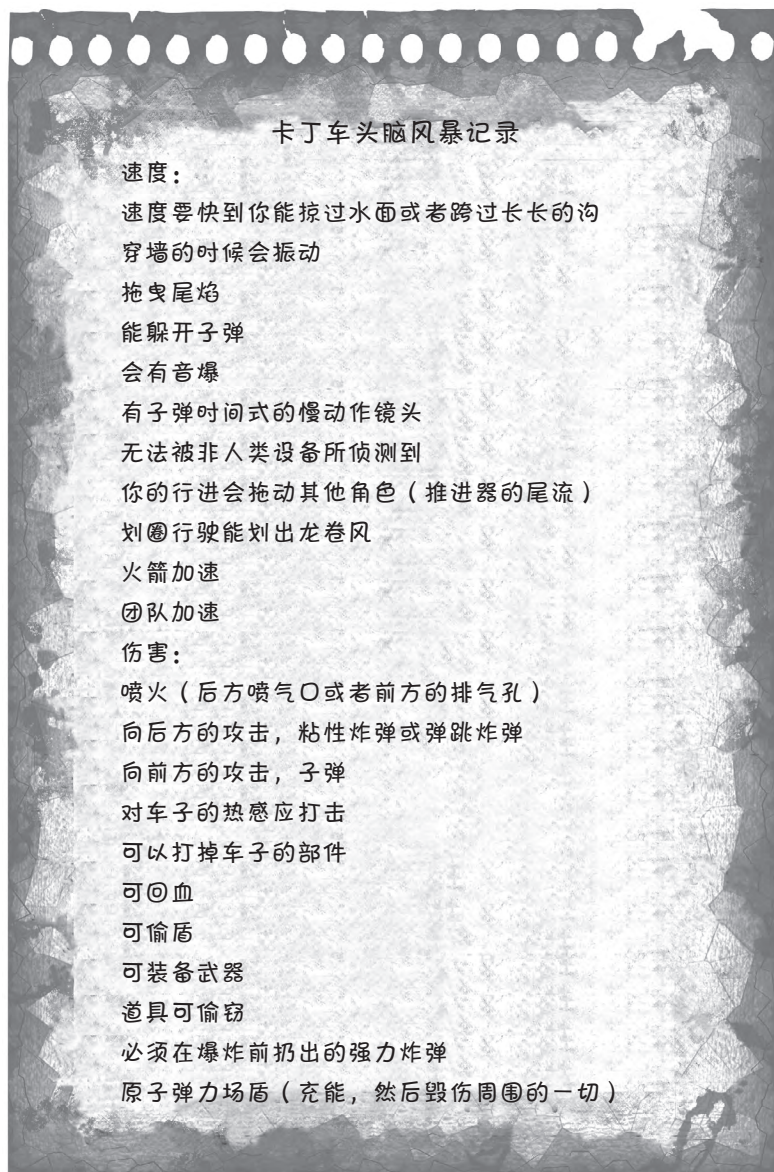 卡丁车头脑风暴记录
速度：
速度要快到你能掠过水面或者跨过长长的沟
穿墙的时候会振动
拖曳尾焰
能躲开子弹
会有音爆
有子弹时间式的慢动作镜头
无法被非人类设备所侦测到
你的行进会拖动其他角色（推进器的尾流）
划圈行驶能划出龙卷风
火箭加速
团队加速
伤害：
喷火（后方喷气口或者前方的排气孔）
向后方的攻击，粘性炸弹或弹跳炸弹
向前方的攻击，子弹
对车子的热感应打击
可以打掉车子的部件
可回血
可偷盾
可装备武器
道具可偷窃
必须在爆炸前扔出的强力炸弹
原子弹力场盾（充能，然后毁伤周围的一切）